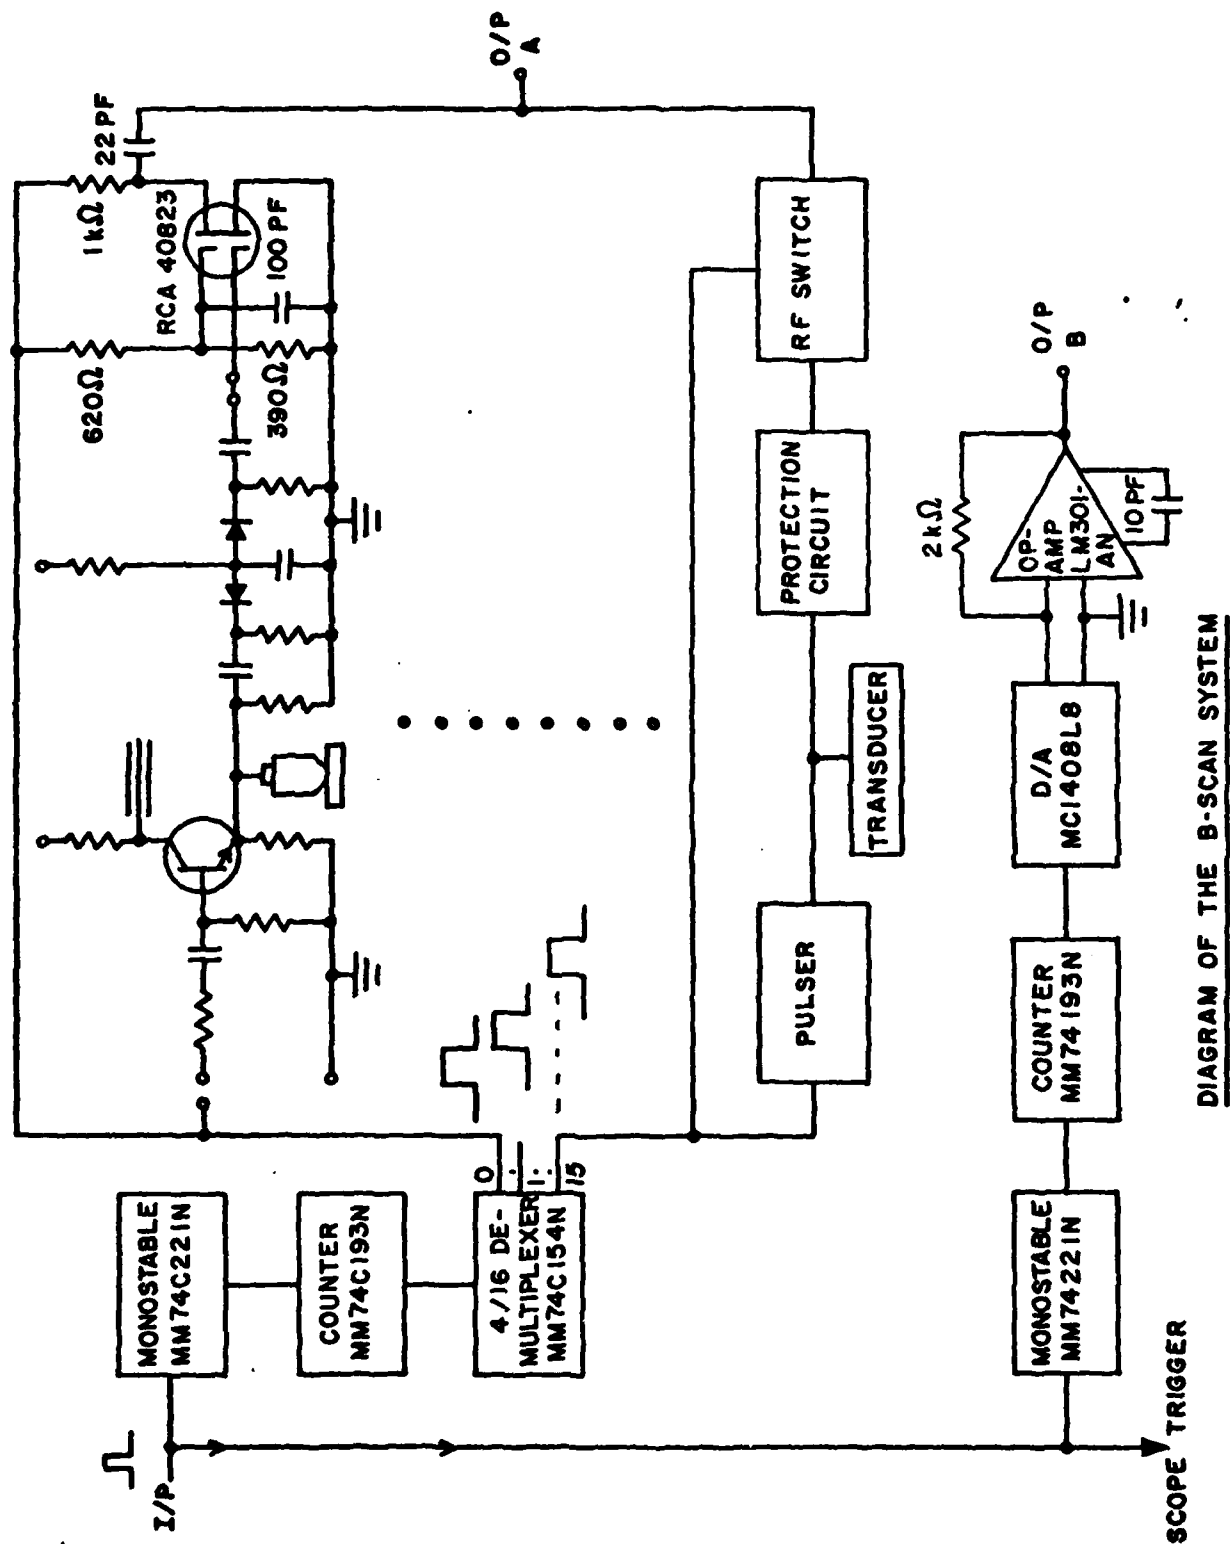 I/P
MONOSTABLE
MM74C221N
COUNTER
MM74C193N
4/16 DE-
MULTIPLEXER
MM74C154N
0
1
15
620Ω
1kΩ
22PF
RCA 40823
390Ω
100PF
O/P
A
PULSER
TRANSDUCER
PROTECTION
CIRCUIT
RF SWITCH
SCOPE TRIGGER
MONOSTABLE
MM74221N
COUNTER
MM74193N
D/A
MC1408L8
2kΩ
OP-
AMP
LM301-
AN
10PF
O/P
B
DIAGRAM OF THE B-SCAN SYSTEM